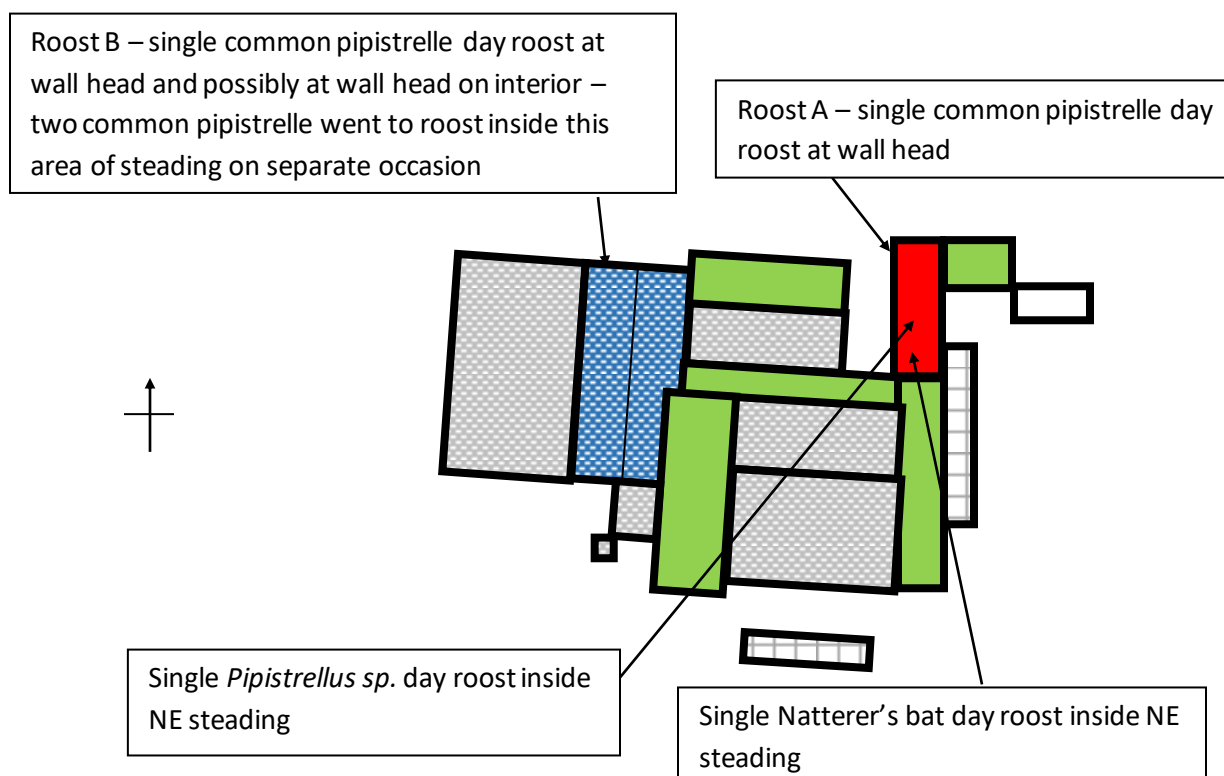 Roost B – single common pipistrelle day roost at
wall head and possibly at wall head on interior –
two common pipistrelle went to roost inside this
area of steading on separate occasion
Roost A – single common pipistrelle day
roost at wall head
Single Pipistrellus sp. day roost inside
NE steading
Single Natterer’s bat day roost inside NE
steading